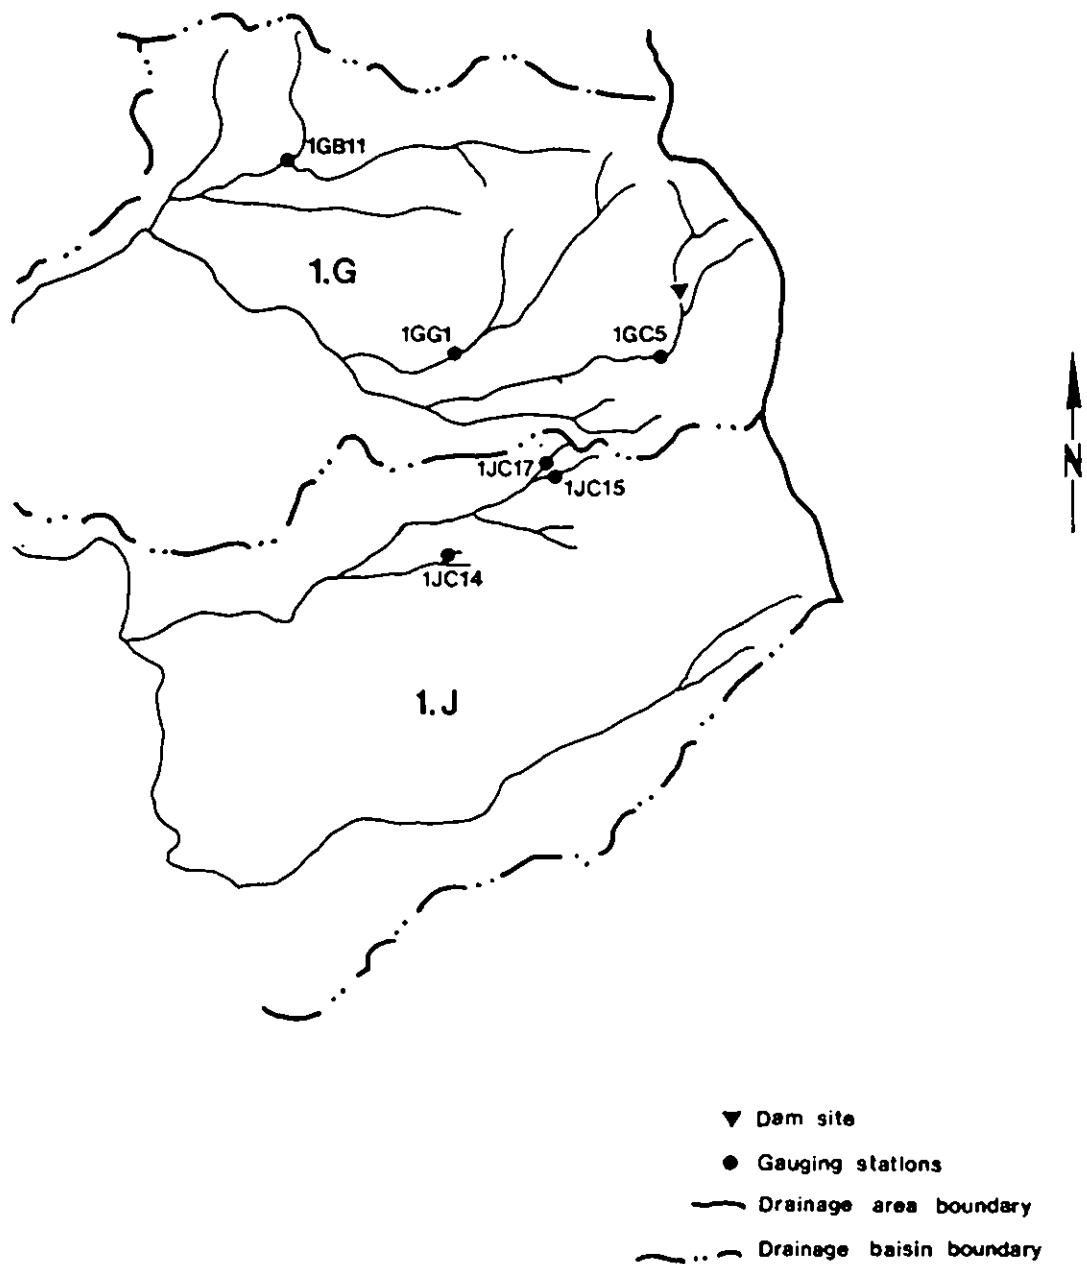 1GB11
1.G
1GG1
1GC5
N
1JC17
1JC15
1JC14
1.J
Dam site
Gauging stations
Drainage area boundary
Drainage baisin boundary